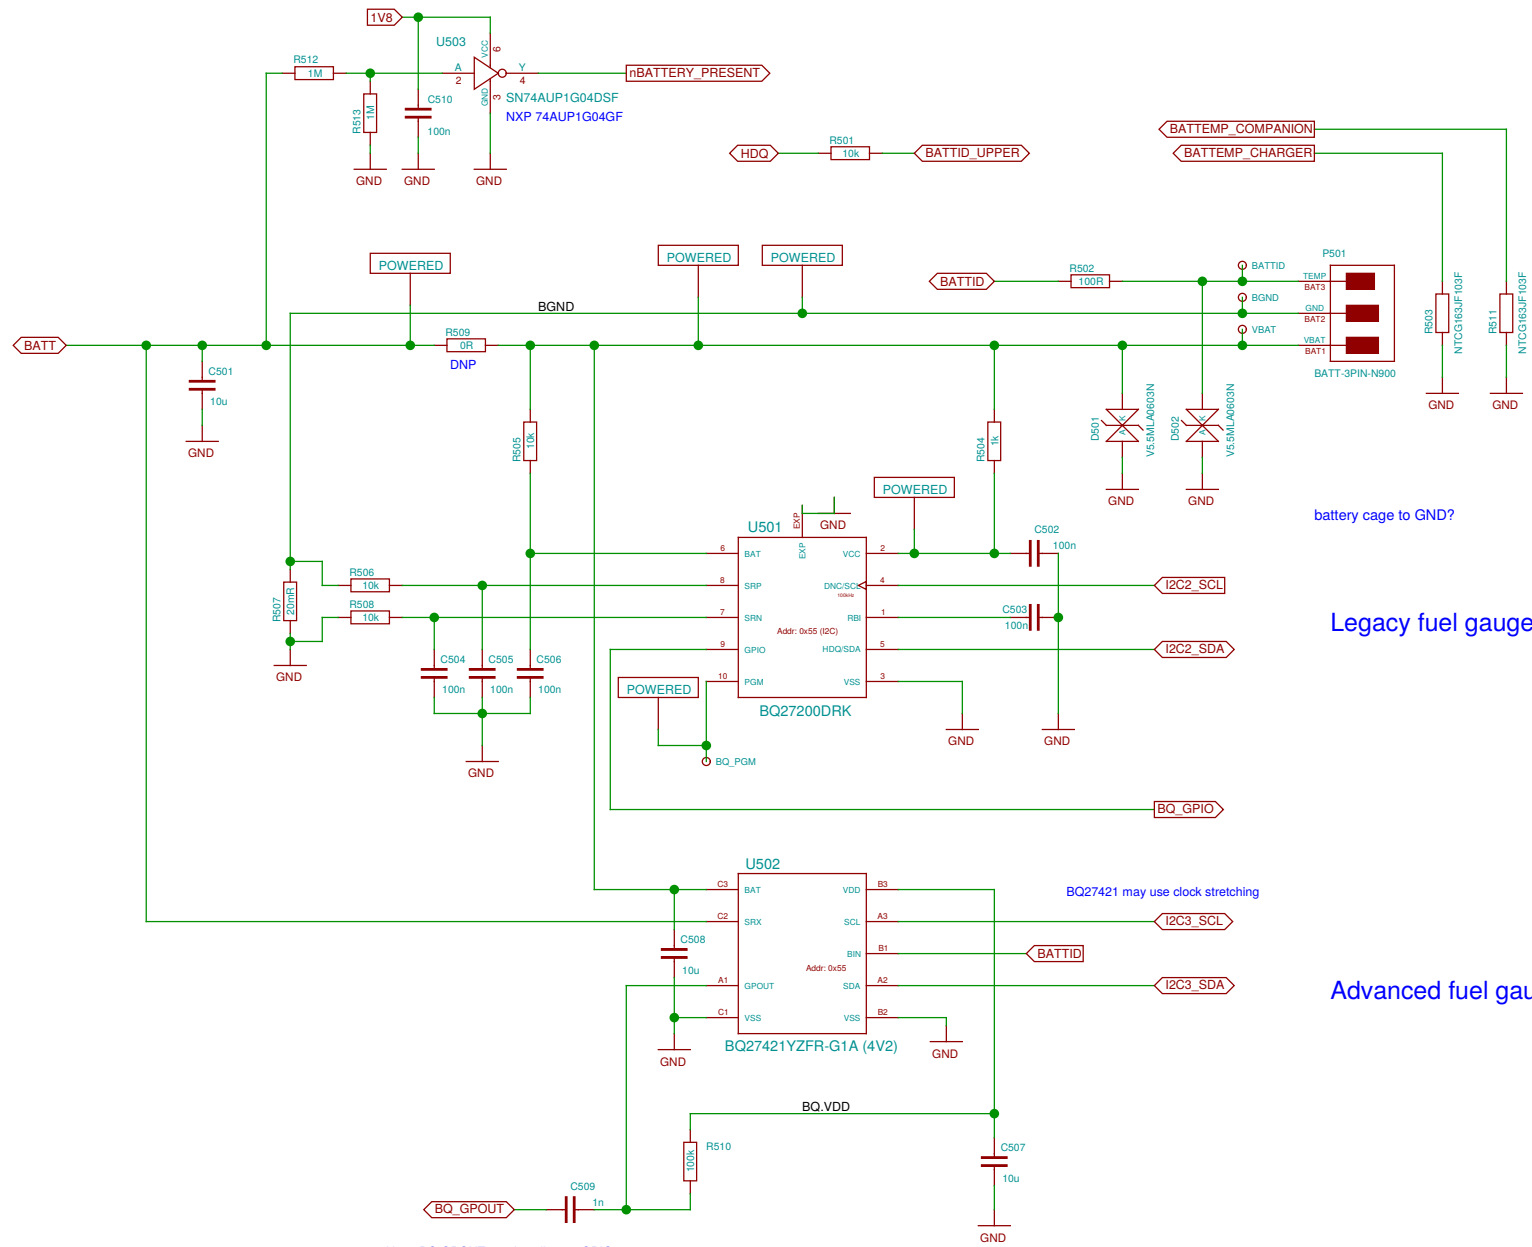 1V8
U503
VCC
6
R512
1M
A
2
Y
4
nBATTERY_PRESENT
GND
3
SN74AUP1G04DSF
NXP 74AUP1G04GF
R513
1M
C510
100n
GND
GND
GND
HDQ
R501
10k
BATTID_UPPER
BATTEMP_COMPANION
BATTEMP_CHARGER
POWERED
POWERED
POWERED
BATTID
R502
100R
BATTID
BGND
VBAT
P501
TEMP
BAT3
GND
BAT2
VBAT
BAT1
BATT-3PIN-N900
R503
NTCG163JF103F
R511
NTCG163JF103F
GND
GND
BGND
BATT
R509
0R
DNP
C501
10u
GND
R505
10k
R504
1k
D501
A
K
V5.5MLA0603N
D502
A
K
V5.5MLA0603N
GND
GND
battery cage to GND?
POWERED
U501
EXP
EXP
GND
6
BAT
8
SRP
7
SRN
9
GPIO
10
PGM
VCC
2
DNC/SCL
4
100kHz
RBI
1
Addr: 0x55 (I2C)
HDQ/SDA
5
VSS
3
BQ27200DRK
C502
100n
C503
100n
I2C2_SCL
I2C2_SDA
Legacy fuel gauge
R507
20mR
R506
10k
R508
10k
GND
C504
100n
C505
100n
C506
100n
GND
POWERED
BQ_PGM
GND
GND
BQ_GPIO
U502
C3
BAT
C2
SRX
A1
GPOUT
C1
VSS
VDD
B3
SCL
A3
BIN
B1
Addr: 0x55
SDA
A2
VSS
B2
BQ27421YZFR-G1A (4V2)
C508
10u
GND
GND
BQ27421 may use clock stretching
I2C3_SCL
BATTID
I2C3_SDA
Advanced fuel gau
BQ.VDD
R510
100k
C507
10u
GND
BQ_GPOUT
C509
1n